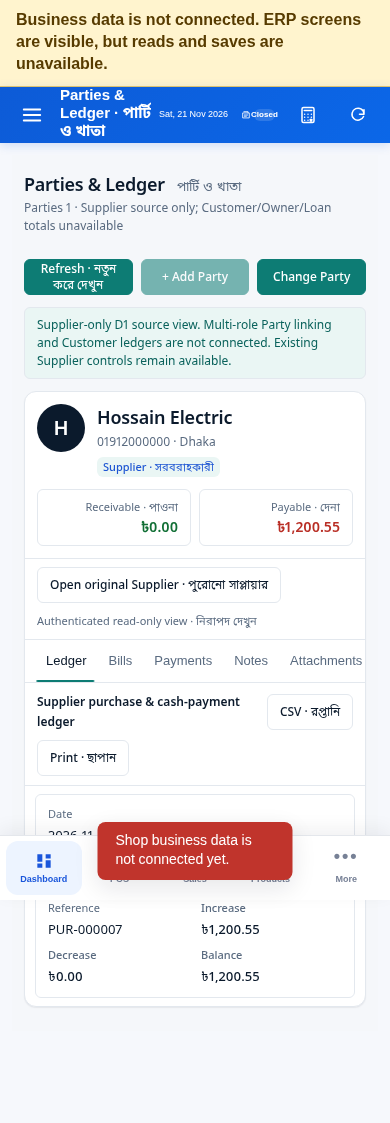 Business data is not connected. ERP screens
are visible, but reads and saves are
unavailable.
Parties &
Ledger · পার্টি
ও খাতা
Sat, 21 Nov 2026
Closed
Parties & Ledger পার্টি ও খাতা
Parties 1 · Supplier source only; Customer/Owner/Loan
totals unavailable
Refresh · নতুন
করে দেখুন
+ Add Party
Change Party
Supplier-only D1 source view. Multi-role Party linking
and Customer ledgers are not connected. Existing
Supplier controls remain available.
H
Hossain Electric
01912000000 · Dhaka
Supplier · সরবরাহকারী
Receivable · পাওনা
৳0.00
Payable · দেনা
৳1,200.55
Open original Supplier · পুরোনো সাপ্লায়ার
Authenticated read-only view · নিরাপদ দেখুন
Ledger Bills Payments Notes Attachments
Supplier purchase & cash-payment
ledger
CSV · রপ্তানি
Print · ছাপান
Date
Shop business data is
not connected yet.
Dashboard
More
Reference Increase
PUR-000007 ৳1,200.55
Decrease Balance
৳0.00 ৳1,200.55